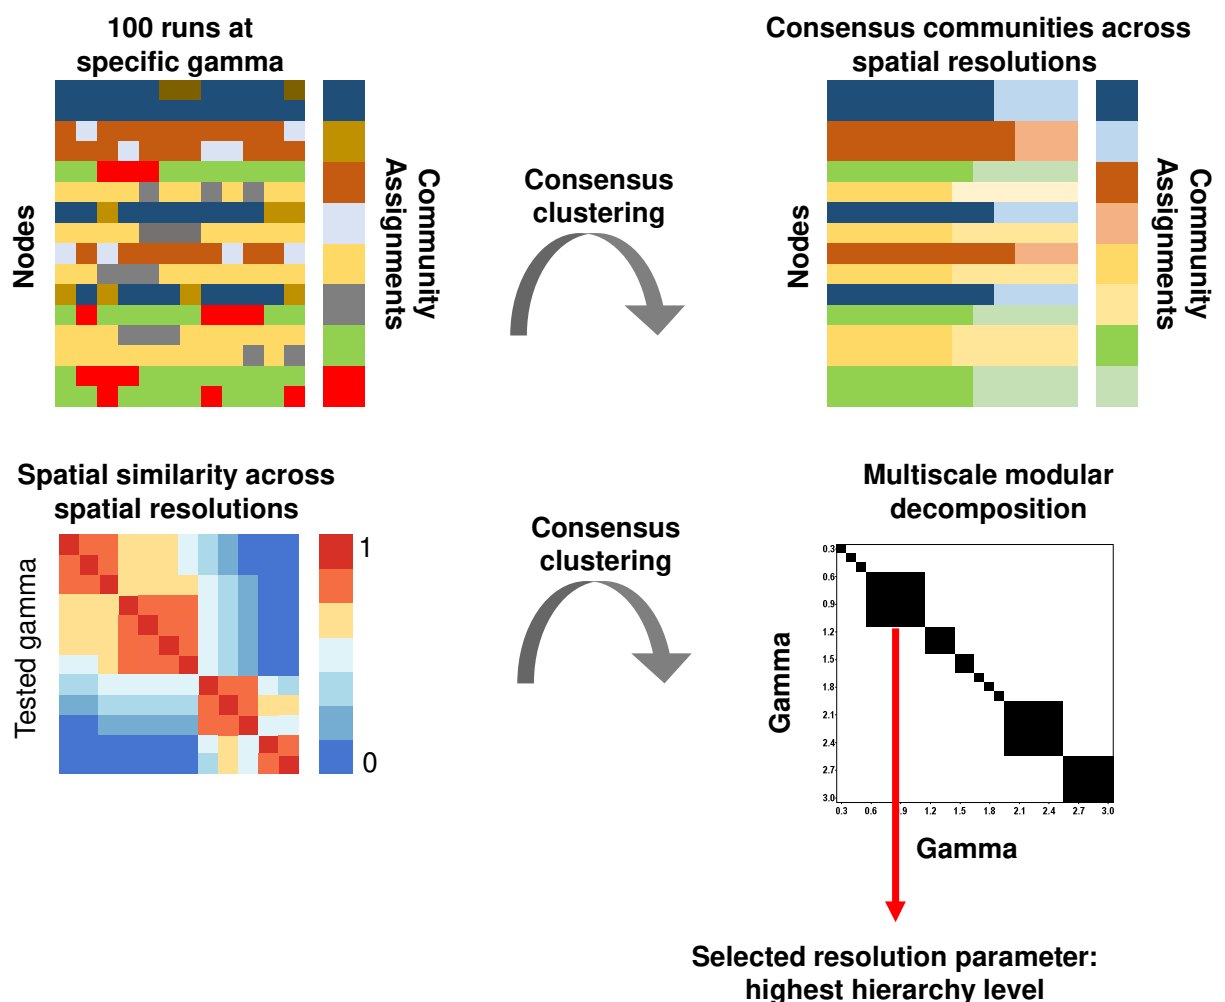 100 runs at
specific gamma
Nodes
Community
Assignments
Consensus
clustering
Consensus communities across
spatial resolutions
Nodes
Community
Assignments
Spatial similarity across
spatial resolutions
Tested gamma
1
0
Consensus
clustering
Multiscale modular
decomposition
Gamma
0.3
0.6
0.9
1.2
1.5
1.8
2.1
2.4
2.7
3.0
0.3 0.6 .9 1.2 1.5 1.8 2.1 2.4 2.7 3.0
Gamma
Selected resolution parameter:
highest hierarchy level